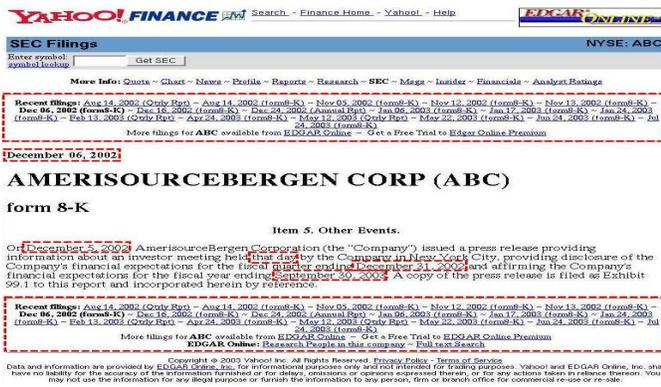 YAHOO! FINANCE Search - Finance Home - Yahoo! - Help
EDGAR ONLINE
SEC Filings NYSE: ABC
Enter symbol: Get SEC
symbol lookup
More Info: Quote ~ Chart ~ News ~ Profile ~ Reports ~ Research ~ SEC ~ Msgs ~ Insider ~ Financials ~ Analyst Ratings
Recent filings: Aug 14, 2002 (Qtrly Rpt) ~ Aug 14, 2002 (form8-K) ~ Nov 05, 2002 (form8-K) ~ Nov 12, 2002 (form8-K) ~ Nov 13, 2002 (form8-K) ~
Dec 06, 2002 (form8-K) ~ Dec 16, 2002 (form8-K) ~ Dec 24, 2002 (Annual Rpt) ~ Jan 06, 2003 (form8-K) ~ Jan 17, 2003 (form8-K) ~ Jan 24, 2003
(form8-K) ~ Feb 13, 2003 (Qtrly Rpt) ~ Apr 24, 2003 (form8-K) ~ May 12, 2003 (Qtrly Rpt) ~ May 22, 2003 (form8-K) ~ Jun 24, 2003 (form8-K) ~ Jul
24, 2003 (form8-K)
More filings for ABC available from EDGAR Online ~ Get a Free Trial to Edgar Online Premium
December 06, 2002
AMERISOURCEBERGEN CORP (ABC)
form 8-K
Item 5. Other Events.
On December 5, 2002, AmerisourceBergen Corporation (the "Company") issued a press release providing
information about an investor meeting held that day by the Company in New York City, providing disclosure of the
Company's financial expectations for the fiscal quarter ending December 31, 2002 and affirming the Company's
financial expectations for the fiscal year ending September 30, 2003. A copy of the press release is filed as Exhibit
99.1 to this report and incorporated herein by reference.
Recent filings: Aug 14, 2002 (Qtrly Rpt) ~ Aug 14, 2002 (form8-K) ~ Nov 05, 2002 (form8-K) ~ Nov 12, 2002 (form8-K) ~ Nov 13, 2002 (form8-K) ~
Dec 06, 2002 (form8-K) ~ Dec 16, 2002 (form8-K) ~ Dec 24, 2002 (Annual Rpt) ~ Jan 06, 2003 (form8-K) ~ Jan 17, 2003 (form8-K) ~ Jan 24, 2003
(form8-K) ~ Feb 13, 2003 (Qtrly Rpt) ~ Apr 24, 2003 (form8-K) ~ May 12, 2003 (Qtrly Rpt) ~ May 22, 2003 (form8-K) ~ Jun 24, 2003 (form8-K) ~ Jul
24, 2003 (form8-K)
More filings for ABC available from EDGAR Online ~ Get a Free Trial to EDGAR Online Premium
EDGAR Online: Research People in this company ~ Full text Search
Copyright © 2003 Yahoo! Inc. All Rights Reserved. Privacy Policy - Terms of Service
Data and information are provided by EDGAR Online, Inc. for informational purposes only and not intended for trading purposes. Yahoo! and EDGAR Online, Inc. shall
have no liability for the accuracy of the information furnished or for delays, omissions or opinions expressed therein, or for any actions taken in reliance thereon. You
may not use the information for any illegal purpose or furnish the information to any person, firm or branch office for commercial re-use or re-sale.